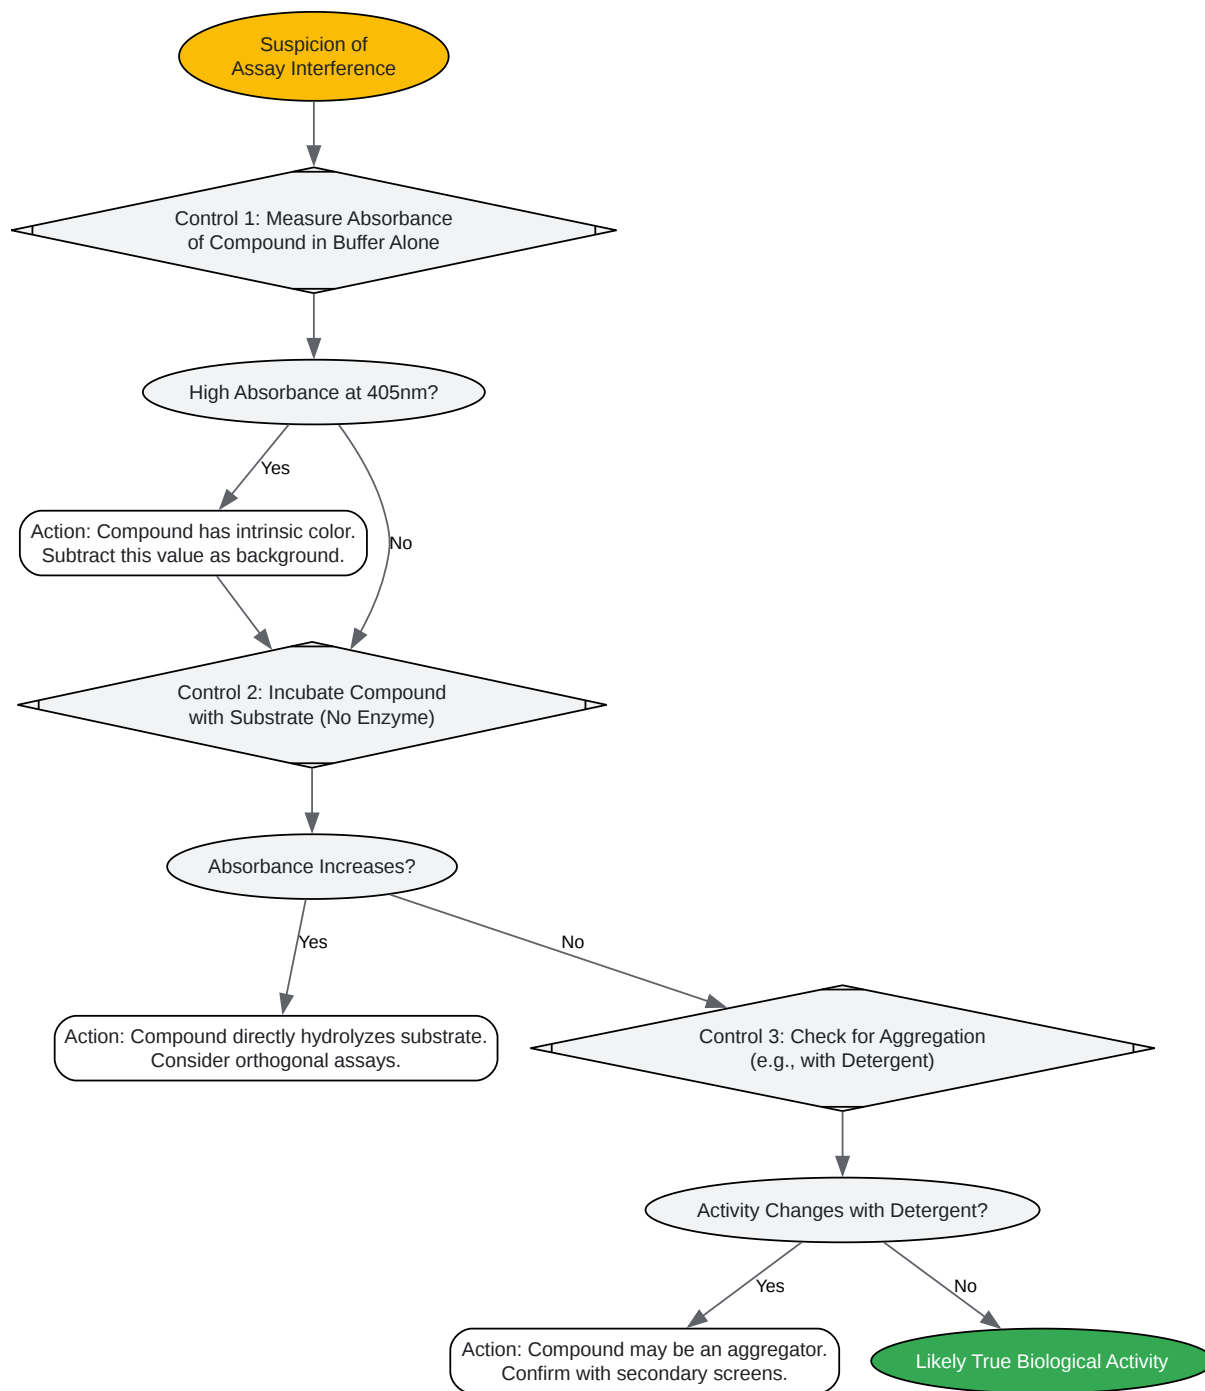 Suspicion of
Assay Interference
Control 1: Measure Absorbance
of Compound in Buffer Alone
High Absorbance at 405nm?
Yes
Action: Compound has intrinsic color.
Subtract this value as background.
No
Control 2: Incubate Compound
with Substrate (No Enzyme)
Absorbance Increases?
Yes
No
Action: Compound directly hydrolyzes substrate.
Consider orthogonal assays.
Control 3: Check for Aggregation
(e.g., with Detergent)
Activity Changes with Detergent?
Yes
No
Action: Compound may be an aggregator.
Confirm with secondary screens.
Likely True Biological Activity